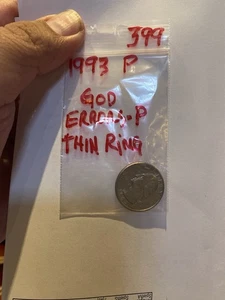 399
1993 P
GOD
ERRORS.P
THIN RING